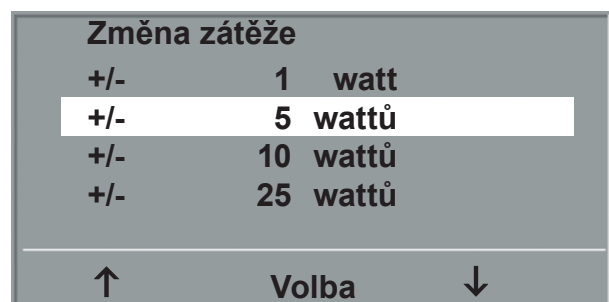 Změna zátěže
+/- 1 watt
+/- 5 wattů
+/- 10 wattů
+/- 25 wattů
↑ Volba ↓